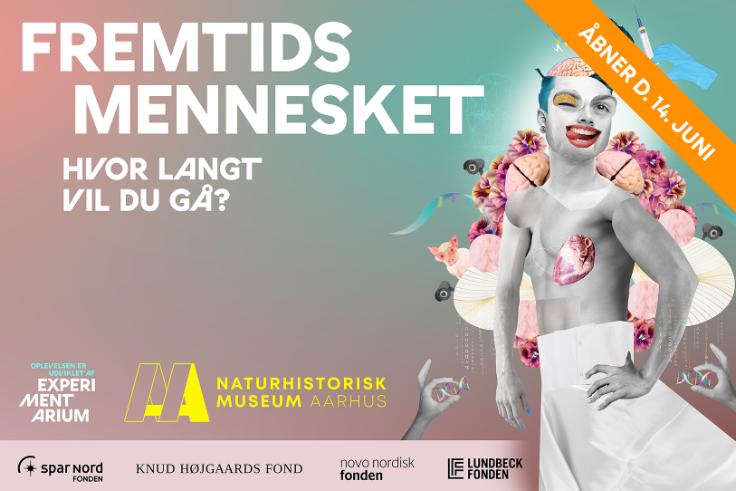 FREMTIDS
MENNESKET
HVOR LANGT
VIL DU GÅ?
ÅBNER D. 14. JUNI
OPLEVELSEN ER
UDVIKLET AF
EXPERI
MENT
ARIUM
NATURHISTORISK
MUSEUM AARHUS
spar nord
FONDEN
KNUD HØJGAARDS FOND
novo nordisk
fonden
LUNDBECK
FONDEN